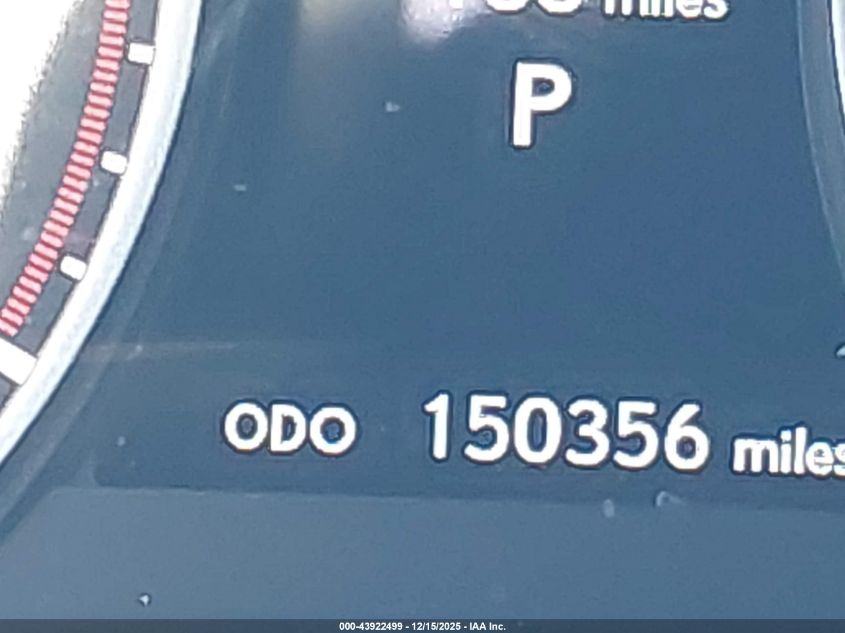 miles
P
ODO 150356 miles
000-43922499 - 12/15/2025 - IAA Inc.